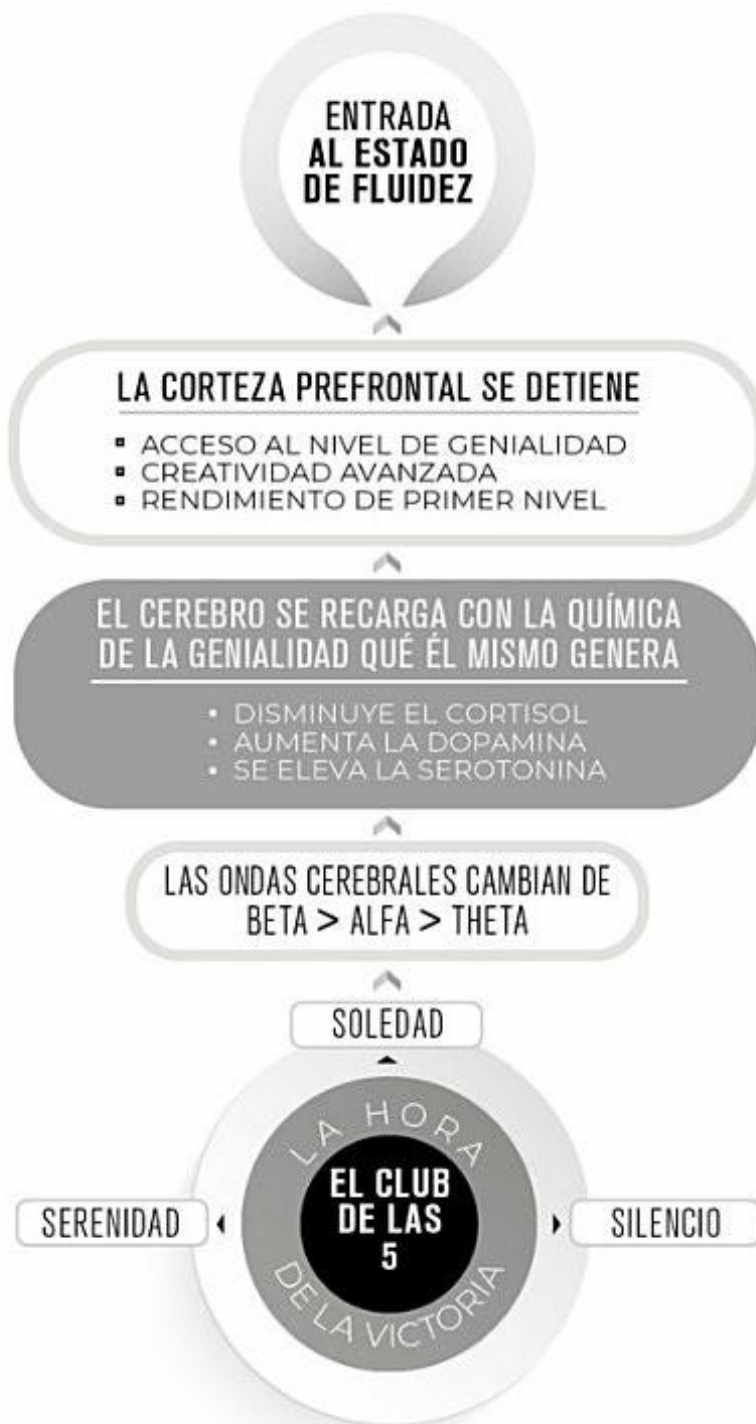 ENTRADA
AL ESTADO
DE FLUIDEZ
LA CORTEZA PREFRONTAL SE DETIENE
▪ ACCESO AL NIVEL DE GENIALIDAD
▪ CREATIVIDAD AVANZADA
▪ RENDIMIENTO DE PRIMER NIVEL
EL CEREBRO SE RECARGA CON LA QUÍMICA
DE LA GENIALIDAD QUÉ ÉL MISMO GENERA
▪ DISMINUYE EL CORTISOL
▪ AUMENTA LA DOPAMINA
▪ SE ELEVA LA SEROTONINA
LAS ONDAS CEREBRALES CAMBIAN DE
BETA > ALFA > THETA
SOLEDAD
LA HORA
EL CLUB
DE LAS
5
SERENIDAD
SILENCIO
DE LA VICTORIA